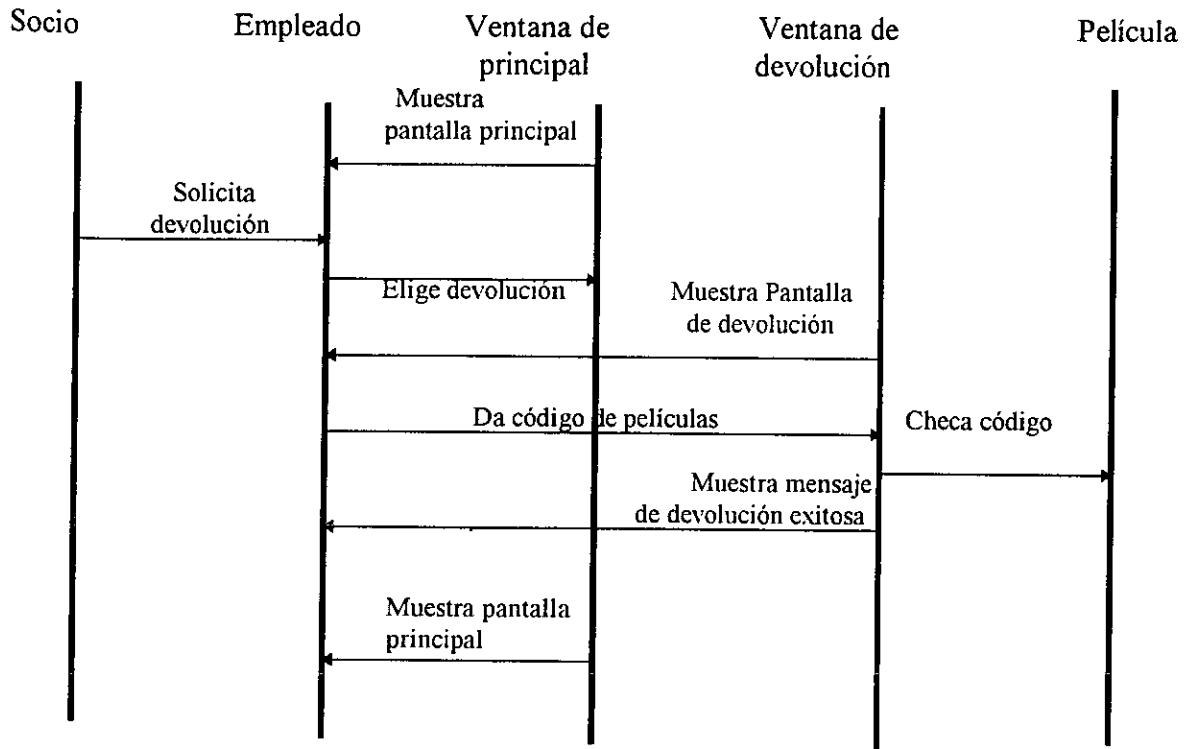 Socio
Empleado
Ventana de
principal
Ventana de
devolución
Película
Muestra
pantalla principal
Solicita
devolución
Elige devolución
Muestra Pantalla
de devolución
Da código de películas
Checa código
Muestra mensaje
de devolución exitosa
Muestra pantalla
principal